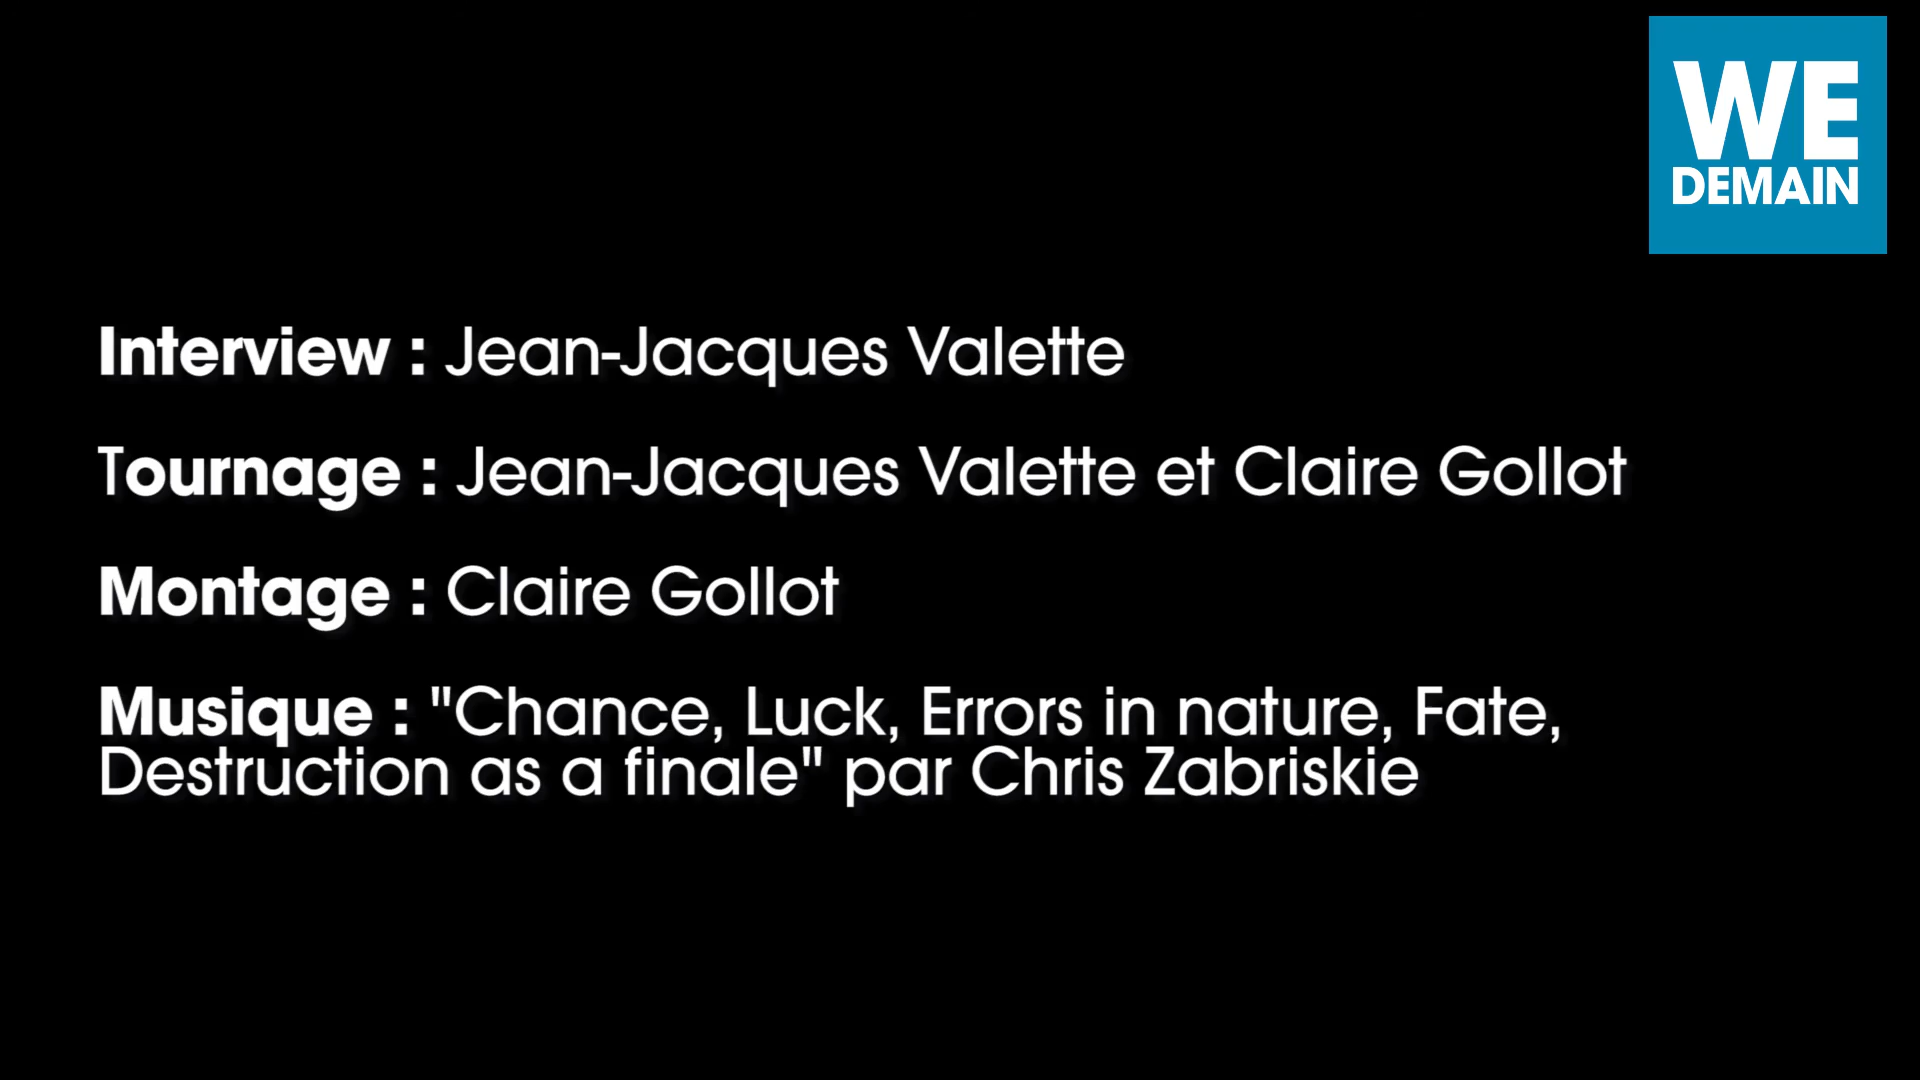 WE
DEMAIN
Interview : Jean-Jacques Valette
Tournage : Jean-Jacques Valette et Claire Gollot
Montage : Claire Gollot
Musique : "Chance, Luck, Errors in nature, Fate,
Destruction as a finale" par Chris Zabriskie